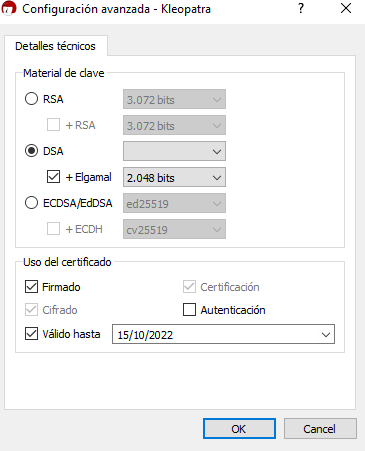 Configuración avanzada - Kleopatra
Detalles técnicos
Material de clave
RSA 3.072 bits
+ RSA 3.072 bits
DSA
+ Elgamal 2.048 bits
ECDSA/EdDSA ed25519
+ ECDH cv25519
Uso del certificado
Firmado Certificación
Cifrado Autenticación
Válido hasta 15/10/2022
OK Cancel